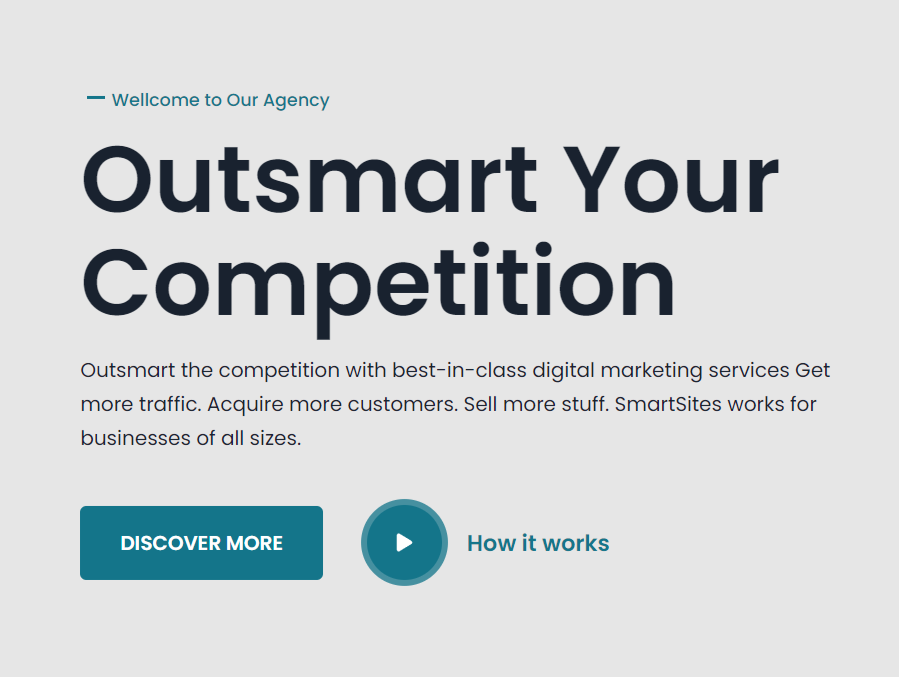 Wellcome to Our Agency
Outsmart Your
Competition
Outsmart the competition with best-in-class digital marketing services Get
more traffic. Acquire more customers. Sell more stuff. SmartSites works for
businesses of all sizes.
DISCOVER MORE
How it works